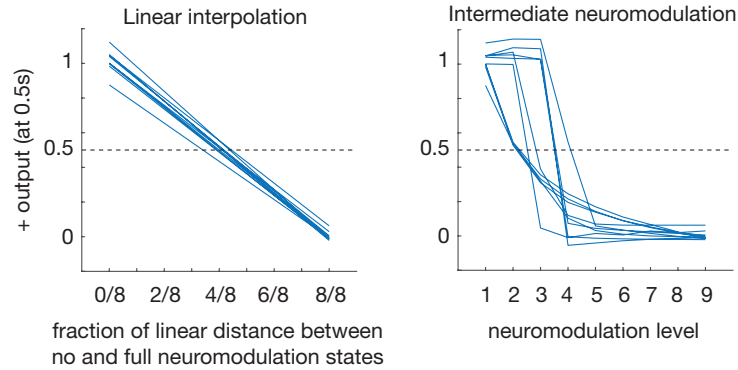 Linear interpolation
1
0.5
0
+ output (at 0.5s)
0/8 2/8 4/8 6/8 8/8
fraction of linear distance between
no and full neuromodulation states
Intermediate neuromodulation
1
0.5
0
1 2 3 4 5 6 7 8 9
neuromodulation level